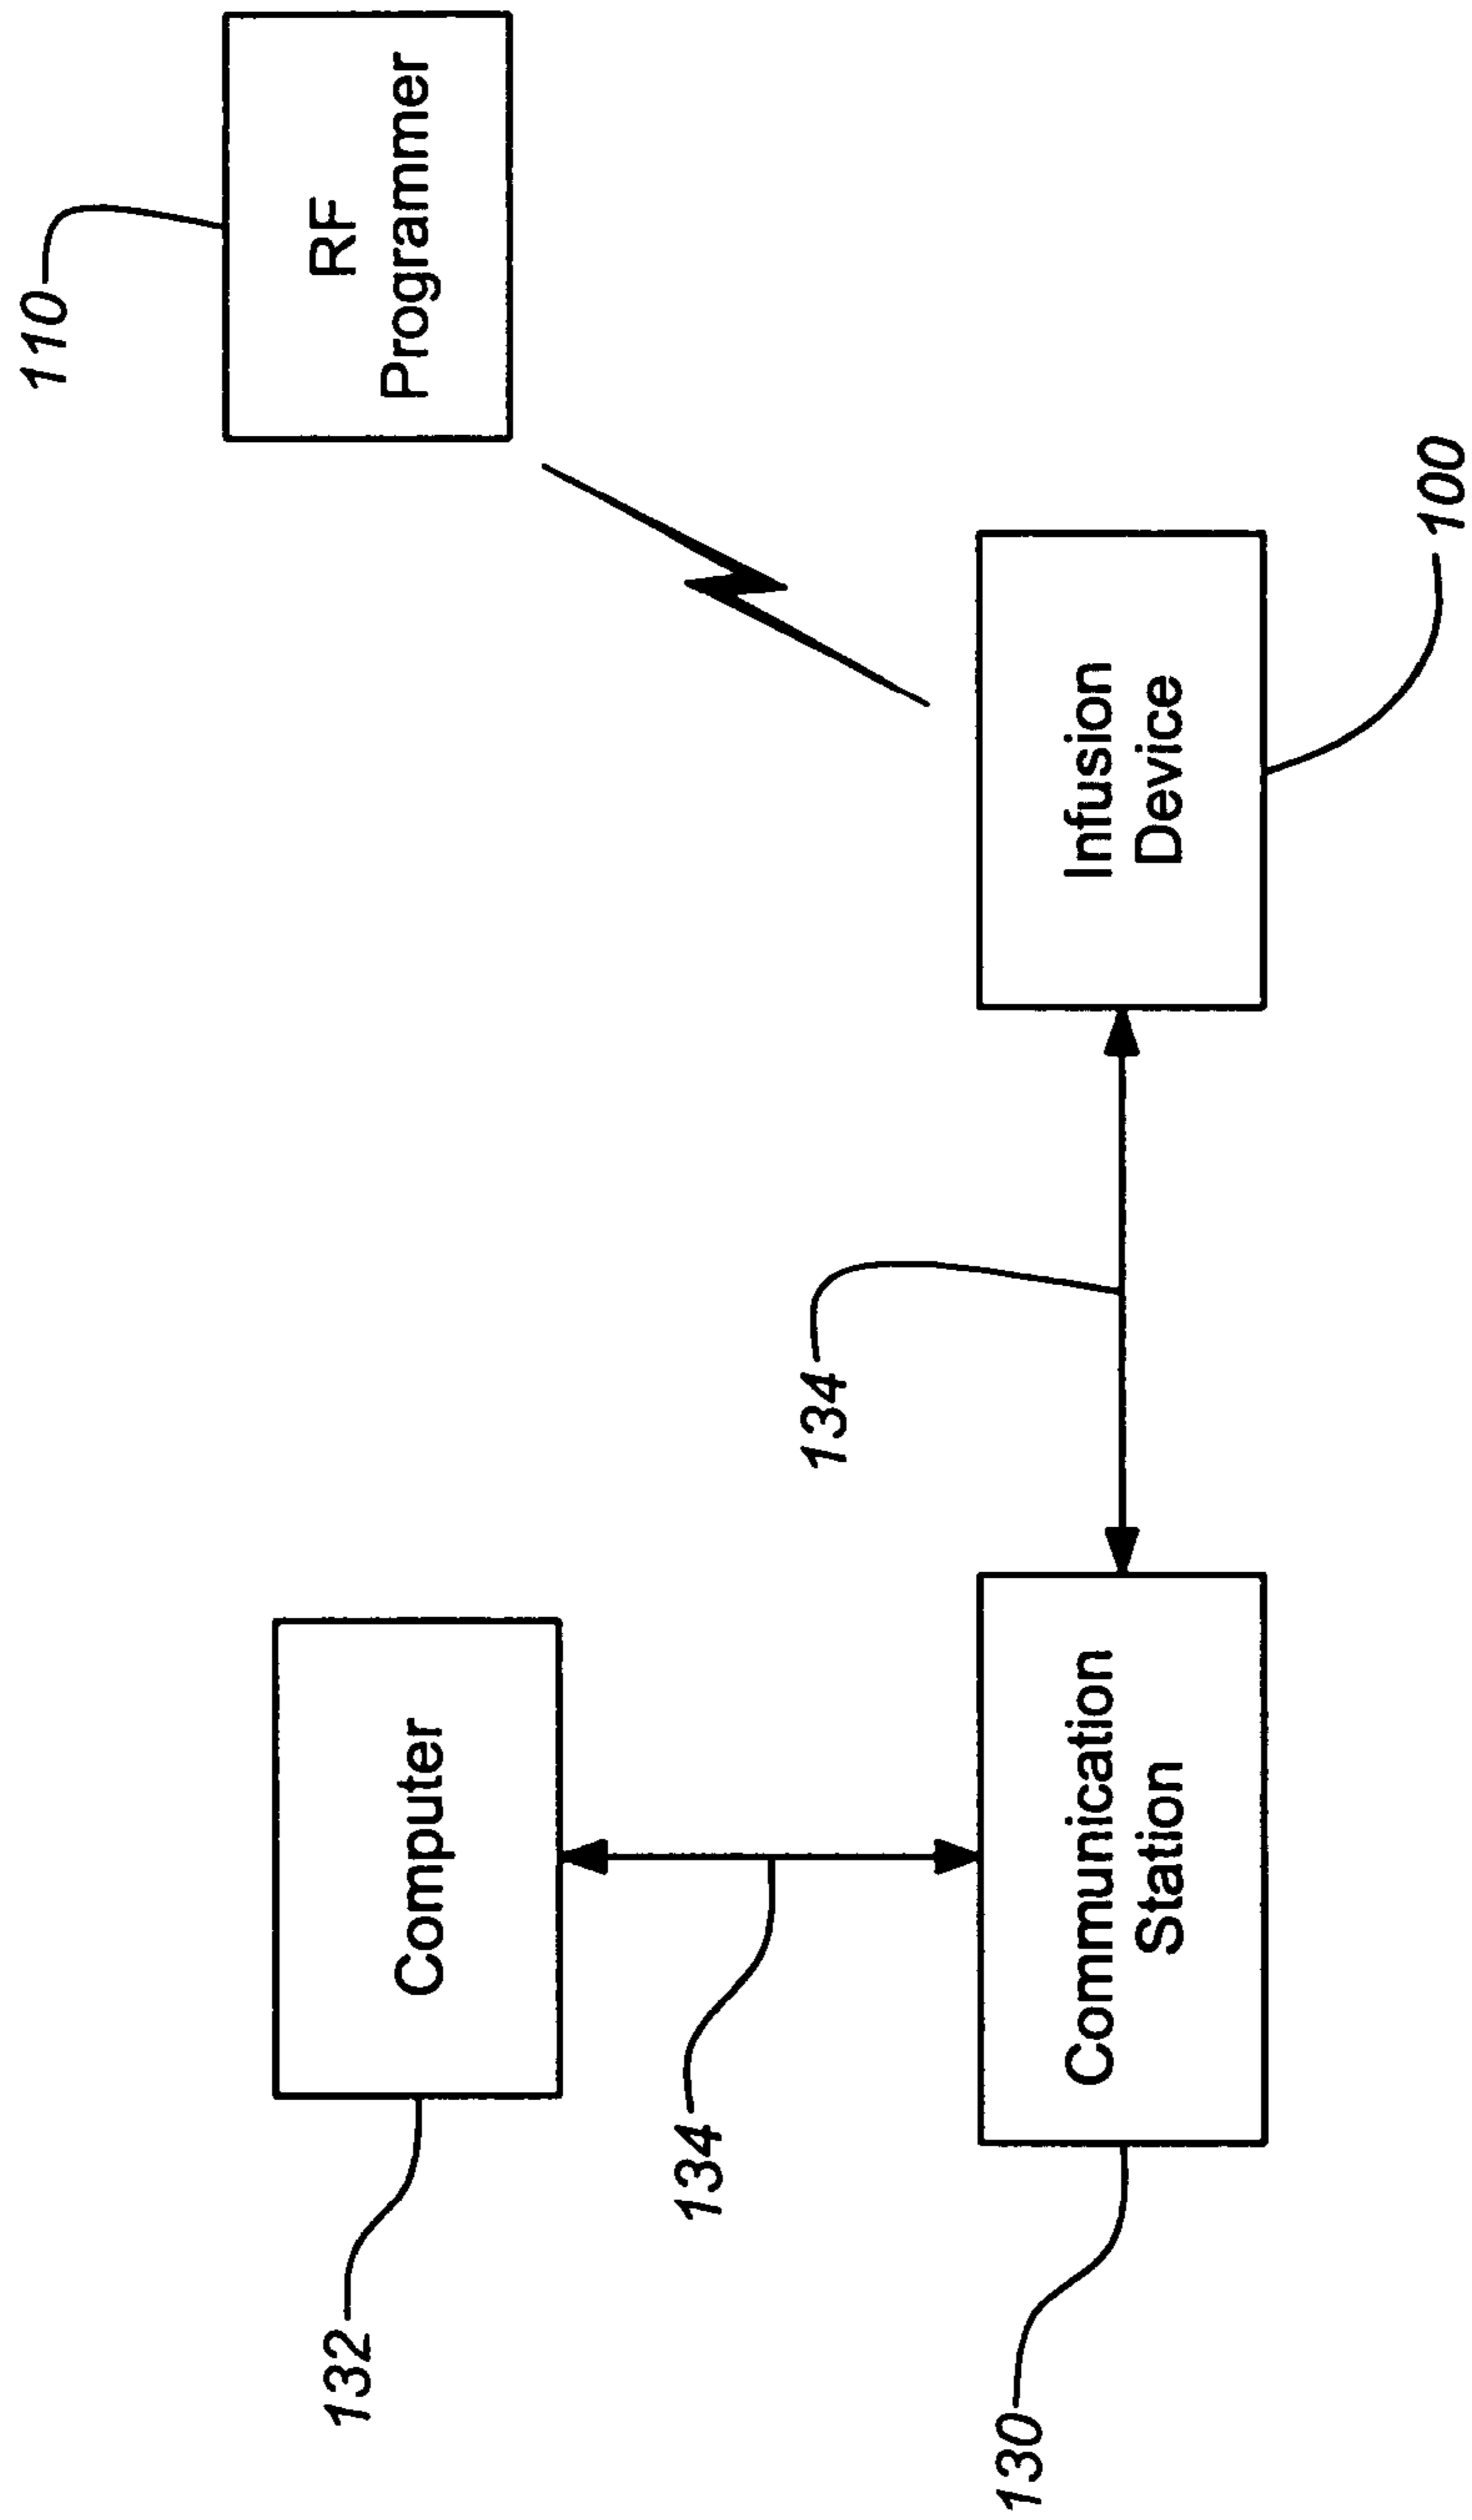 110
RF
Programmer
132
Computer
134
134
130
Communication
Station
Infusion
Device
100